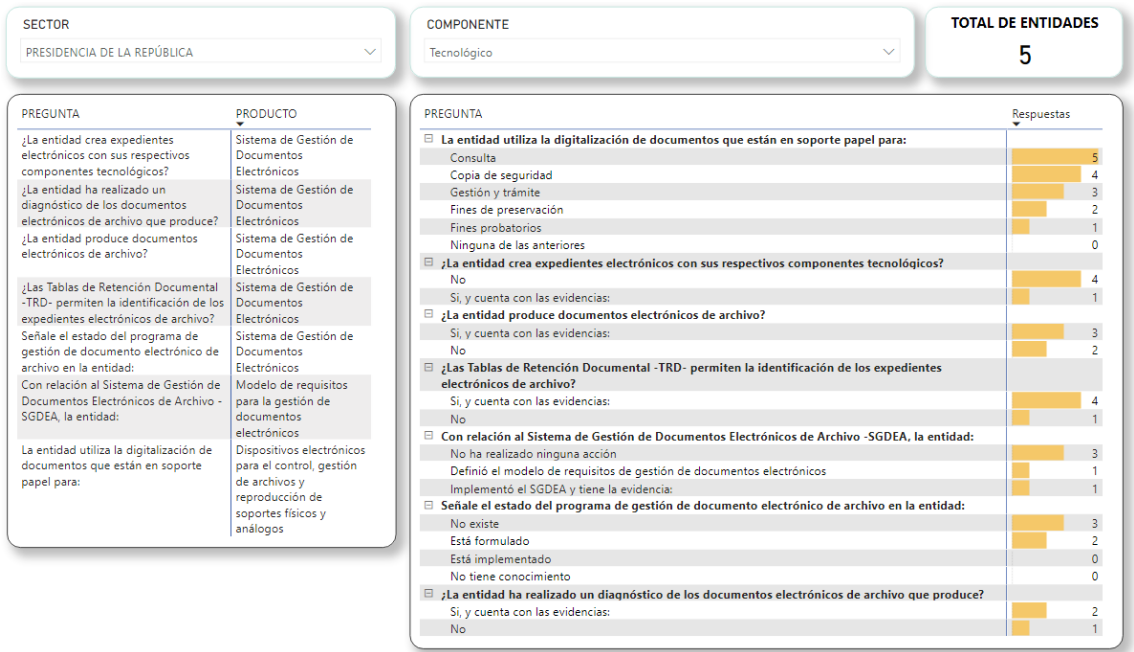 SECTOR
PRESIDENCIA DE LA REPÚBLICA
COMPONENTE
Tecnológico
TOTAL DE ENTIDADES
5
PREGUNTA PRODUCTO
¿La entidad crea expedientes
electrónicos con sus respectivos
componentes tecnológicos?
Sistema de Gestión de
Documentos
Electrónicos
¿La entidad ha realizado un
diagnóstico de los documentos
electrónicos de archivo que produce?
Sistema de Gestión de
Documentos
Electrónicos
¿La entidad produce documentos
electrónicos de archivo?
Sistema de Gestión de
Documentos
Electrónicos
¿Las Tablas de Retención Documental
-TRD- permiten la identificación de los
expedientes electrónicos de archivo?
Sistema de Gestión de
Documentos
Electrónicos
Señale el estado del programa de
gestión de documento electrónico de
archivo en la entidad:
Sistema de Gestión de
Documentos
Electrónicos
Con relación al Sistema de Gestión de
Documentos Electrónicos de Archivo -
SGDEA, la entidad:
Modelo de requisitos
para la gestión de
documentos
electrónicos
La entidad utiliza la digitalización de
documentos que están en soporte
papel para:
Dispositivos electrónicos
para el control, gestión
de archivos y
reproducción de
soportes físicos y
análogos
PREGUNTA Respuestas
La entidad utiliza la digitalización de documentos que están en soporte papel para:
Consulta 5
Copia de seguridad 4
Gestión y trámite 3
Fines de preservación 2
Fines probatorios 1
Ninguna de las anteriores 0
¿La entidad crea expedientes electrónicos con sus respectivos componentes tecnológicos?
No 4
Si, y cuenta con las evidencias: 1
¿La entidad produce documentos electrónicos de archivo?
Si, y cuenta con las evidencias: 3
No 2
¿Las Tablas de Retención Documental -TRD- permiten la identificación de los expedientes
electrónicos de archivo?
Si, y cuenta con las evidencias: 4
No 1
Con relación al Sistema de Gestión de Documentos Electrónicos de Archivo -SGDEA, la entidad:
No ha realizado ninguna acción 3
Definió el modelo de requisitos de gestión de documentos electrónicos 1
Implementó el SGDEA y tiene la evidencia: 1
Señale el estado del programa de gestión de documento electrónico de archivo en la entidad:
No existe 3
Está formulado 2
Está implementado 0
No tiene conocimiento 0
¿La entidad ha realizado un diagnóstico de los documentos electrónicos de archivo que produce?
Si, y cuenta con las evidencias: 2
No 1